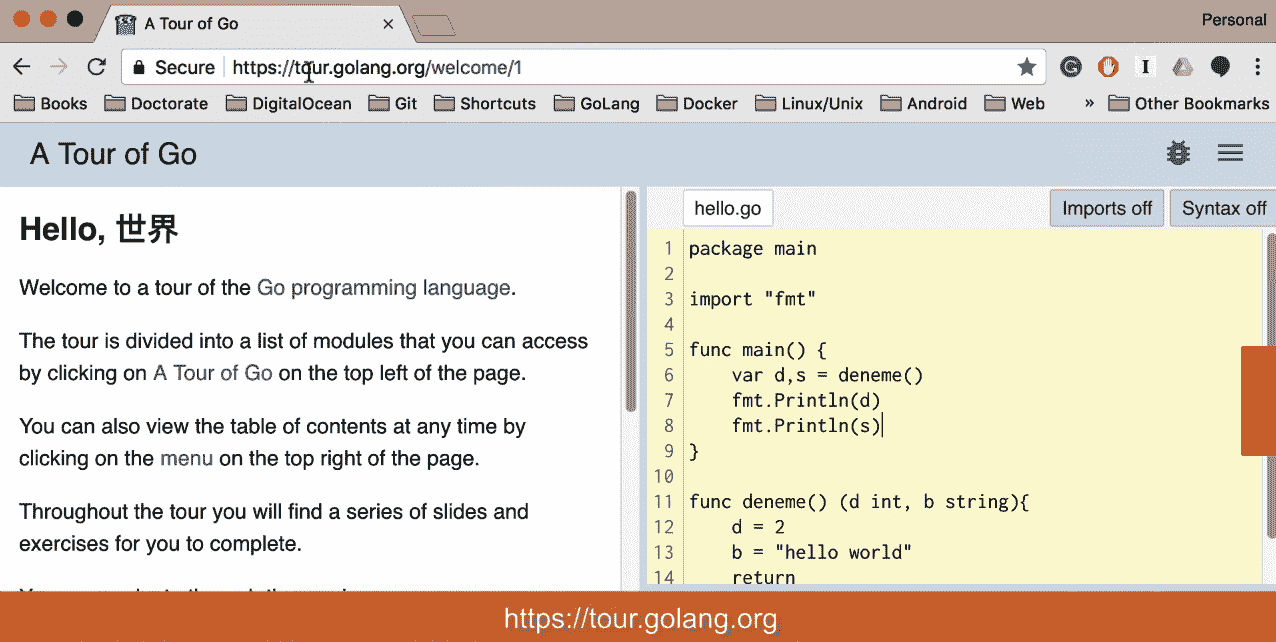 A Tour of Go
Personal
Secure https://tour.golang.org/welcome/1
Books Doctorate DigitalOcean Git Shortcuts GoLang Docker Linux/Unix Android Web » Other Bookmarks
A Tour of Go
Hello, 世界
Welcome to a tour of the Go programming language.
The tour is divided into a list of modules that you can access
by clicking on A Tour of Go on the top left of the page.
You can also view the table of contents at any time by
clicking on the menu on the top right of the page.
Throughout the tour you will find a series of slides and
exercises for you to complete.
hello.go
Imports off
Syntax off
1 package main
2
3 import "fmt"
4
5 func main() {
6 var d,s = deneme()
7 fmt.Println(d)
8 fmt.Println(s)
9 }
10
11 func deneme() (d int, b string){
12 d = 2
13 b = "hello world"
14 return
https://tour.golang.org